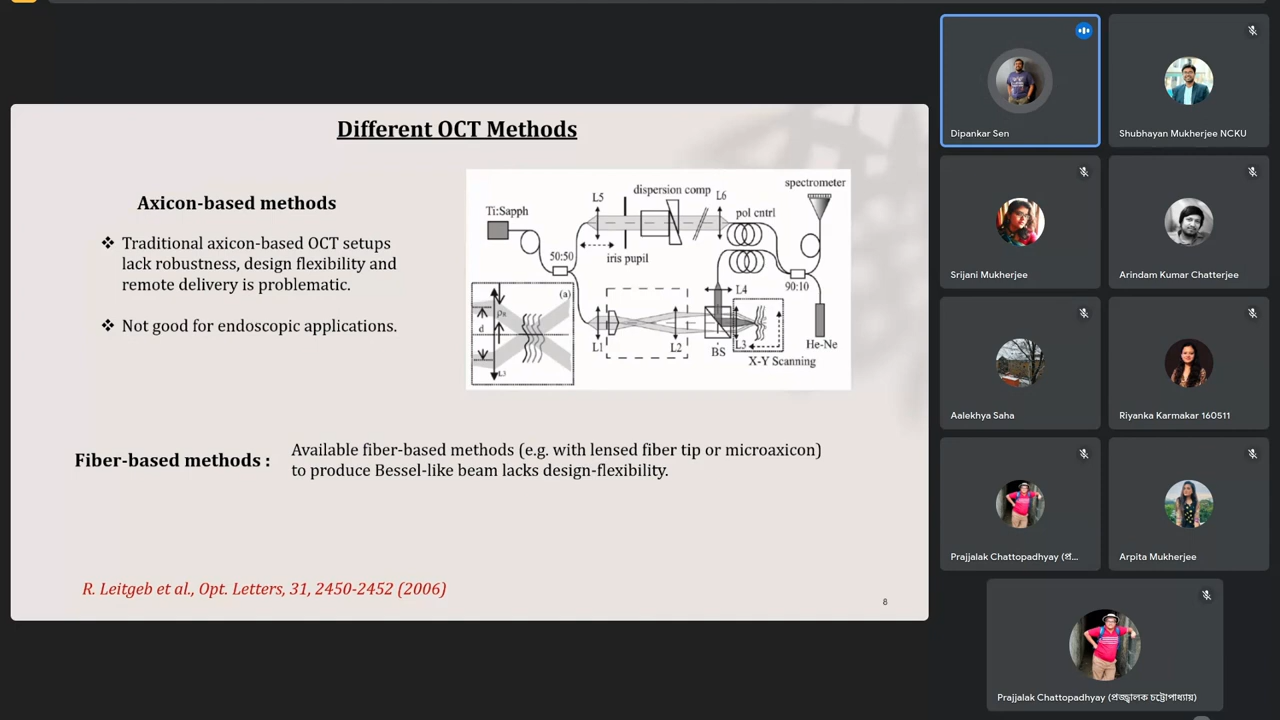 Different OCT Methods
Axicon-based methods
❖ Traditional axicon-based OCT setups
lack robustness, design flexibility and
remote delivery is problematic.
❖ Not good for endoscopic applications.
Ti:Sapph
50:50
L5
iris pupil
dispersion comp
L6
pol cntrl
spectrometer
90:10
He-Ne
(a)
d
L3
L1
L2
L4
BS
L3
X-Y Scanning
Fiber-based methods :
Available fiber-based methods (e.g. with lensed fiber tip or microaxicon)
to produce Bessel-like beam lacks design-flexibility.
R. Leitgeb et al., Opt. Letters, 31, 2450-2452 (2006)
8
Dipankar Sen
Shubhayan Mukherjee NCKU
Srijani Mukherjee
Arindam Kumar Chatterjee
Aalekhya Saha
Riyanka Karmakar 160511
Prajjalak Chattopadhyay (প্র...
Arpita Mukherjee
Prajjalak Chattopadhyay (প্রজ্জ্বালক চট্টোপাধ্যায়)